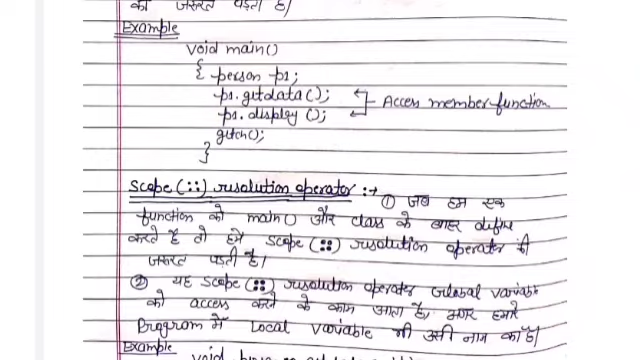 की जरूरत पड़ती है।
Example
void main()
{ person p1;
p1.getdata();
p1.display(); Access member function
getch();
}
scope (::) resolution operator :→ ① जब हम एक
function को main() और class के बाहर define
करते हैं तो हमें scope (::) resolution operator की
जरूरत पड़ती है।
② यह scope (::) resolution operator Global variable
को access करने के काम आता है, अगर हमारे
Program में Local variable भी उसी नाम का है।
Example
void